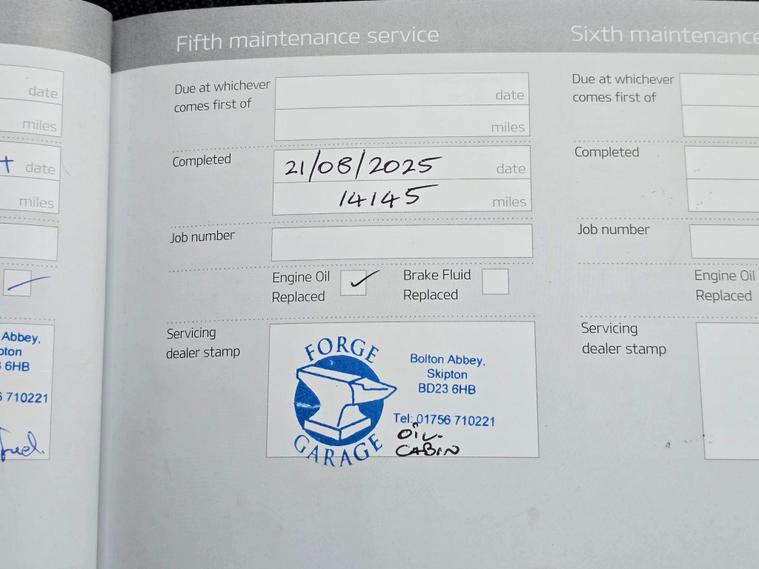 Fifth maintenance service
Due at whichever
comes first of
date
miles
Completed
21/08/2025 date
14145 miles
Job number
Engine Oil
Replaced
Brake Fluid
Replaced
Servicing
dealer stamp
FORGE
GARAGE
Bolton Abbey,
Skipton
BD23 6HB
Tel: 01756 710221
OIL.
CABIN
Sixth maintenance
Due at whichever
comes first of
Completed
Job number
Engine Oil
Replaced
Servicing
dealer stamp
date
miles
date
miles
Abbey,
pton
6HB
710221
fuel.